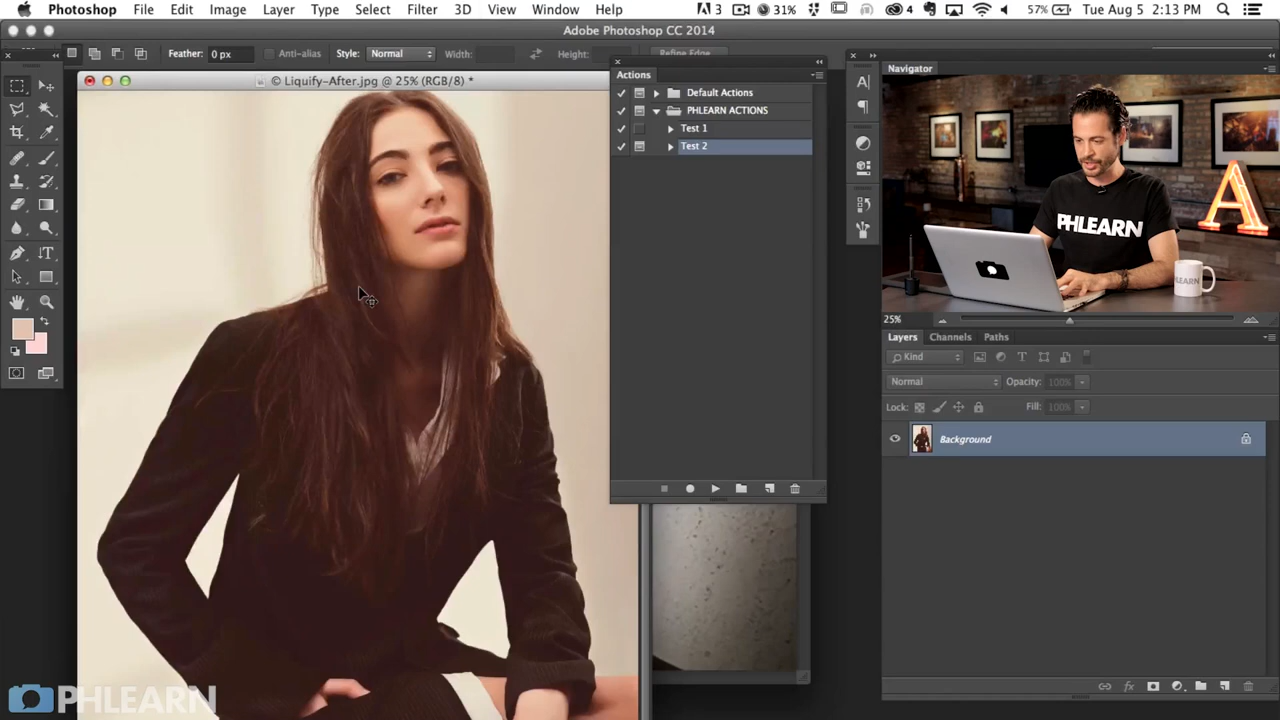 Photoshop File Edit Image Layer Type Select Filter 3D View Window Help 3 31% 4 57% Tue Aug 5 2:13 PM
Adobe Photoshop CC 2014
Feather: 0 px Anti-alias Style: Normal Width: Height: Refine Edge
© Liquify-After.jpg @ 25% (RGB/8) *
Actions
Default Actions
PHLEARN ACTIONS
Test 1
Test 2
Navigator
PHLEARN
25%
Layers Channels Paths
Kind
Normal Opacity: 100%
Lock: Fill: 100%
Background
PHLEARN